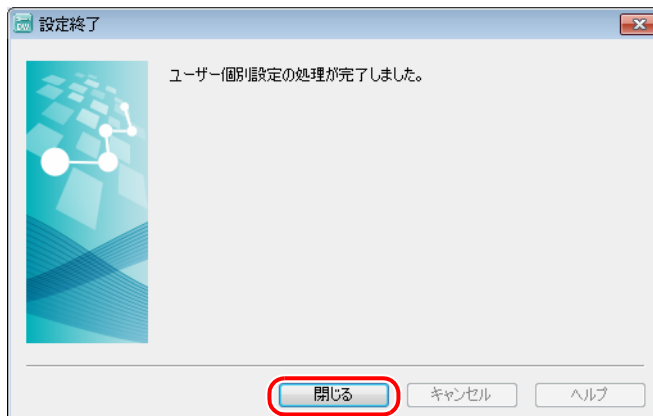 設定終了
ユーザー個別設定の処理が完了しました。
閉じる
キャンセル
ヘルプ